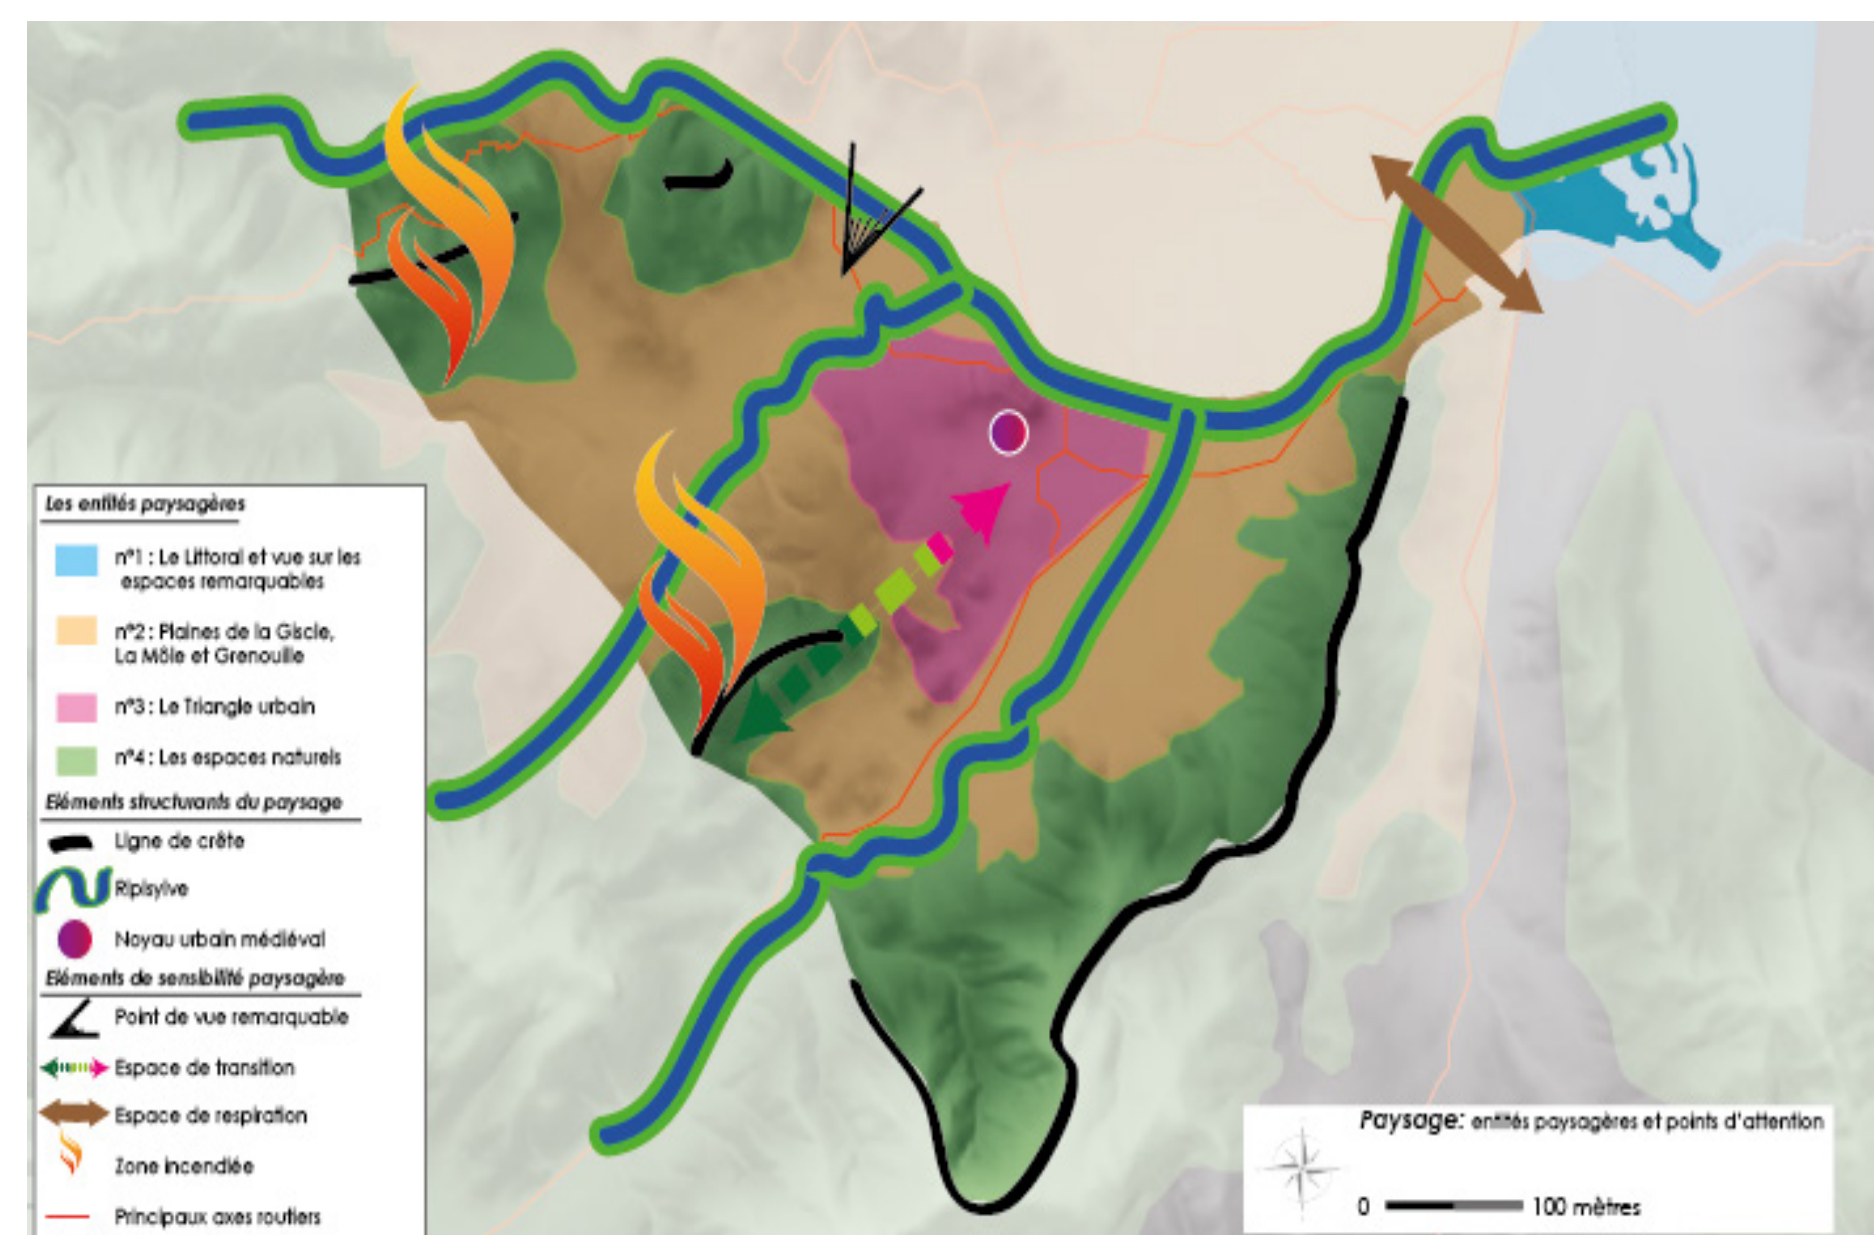 Les entités paysagères
n°1 : Le Littoral et vue sur les
espaces remarquables
n°2 : Plaines de la Giscle,
La Môle et Grenouille
n°3 : Le Triangle urbain
n°4 : Les espaces naturels
Eléments structurants du paysage
Ligne de crête
Ripisylve
Noyau urbain médiéval
Eléments de sensibilité paysagère
Point de vue remarquable
Espace de transition
Espace de respiration
Zone incendiée
Principaux axes routiers
Paysage: entités paysagères et points d'attention
0 100 mètres